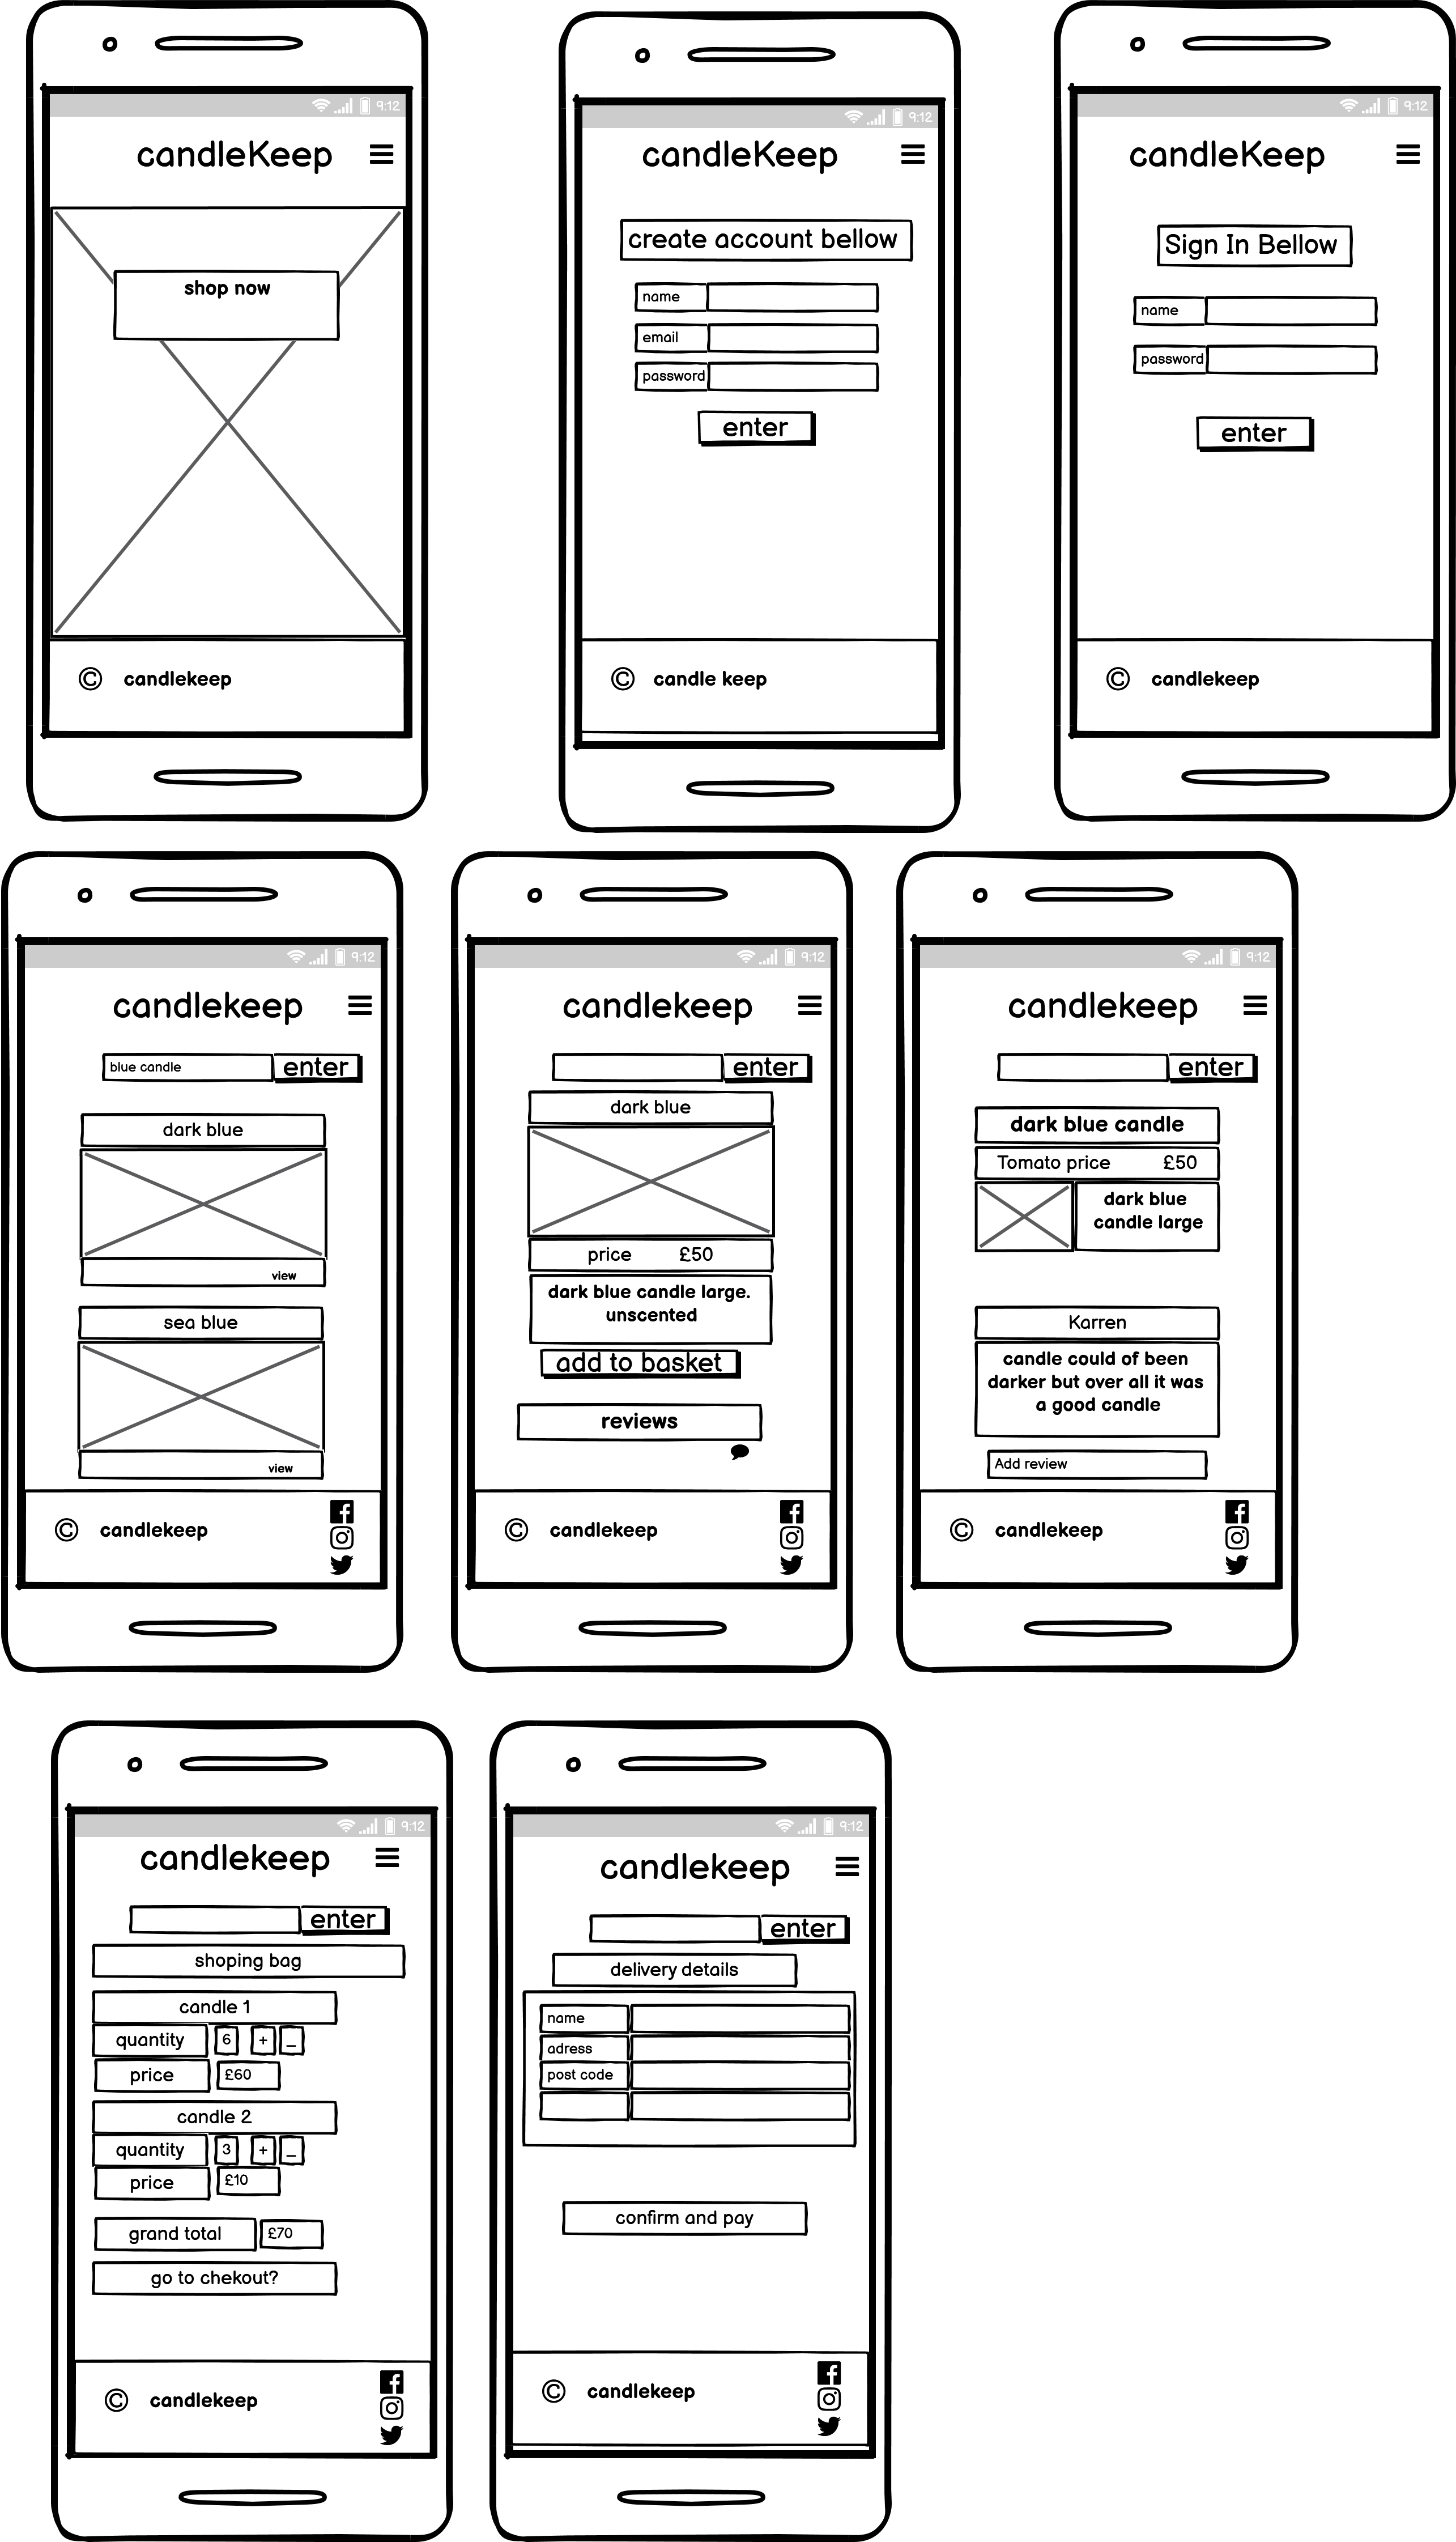 9:12
candleKeep
shop now
© candlekeep
9:12
candleKeep
create account bellow
name
email
password
enter
© candle keep
9:12
candleKeep
Sign In Bellow
name
password
enter
© candlekeep
9:12
candlekeep
blue candle enter
dark blue
view
sea blue
view
© candlekeep
9:12
candlekeep
enter
dark blue
price £50
dark blue candle large.
unscented
add to basket
reviews
© candlekeep
9:12
candlekeep
enter
dark blue candle
Tomato price £50
dark blue
candle large
Karren
candle could of been
darker but over all it was
a good candle
Add review
© candlekeep
9:12
candlekeep
enter
shoping bag
candle 1
quantity 6 + _
price £60
candle 2
quantity 3 + _
price £10
grand total £70
go to chekout?
© candlekeep
9:12
candlekeep
enter
delivery details
name
adress
post code
confirm and pay
© candlekeep